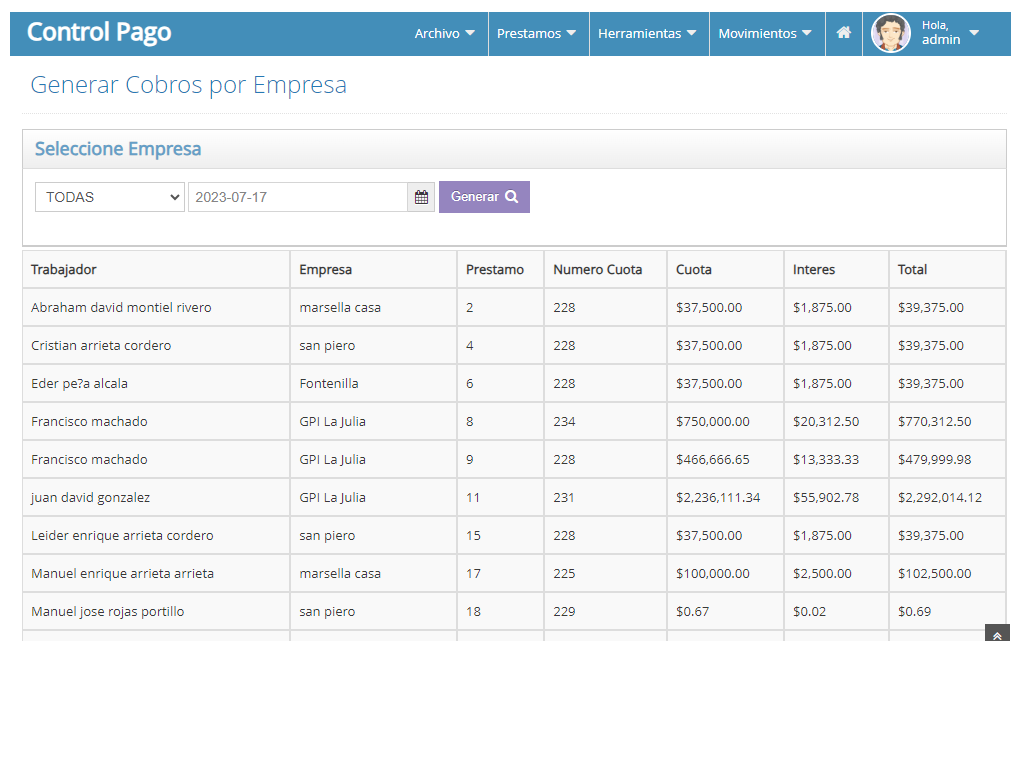 Control Pago Archivo Prestamos Herramientas Movimientos Hola, admin
Generar Cobros por Empresa
Seleccione Empresa
TODAS 2023-07-17 Generar
Trabajador Empresa Prestamo Numero Cuota Cuota Interes Total
Abraham david montiel rivero marsella casa 2 228 $37,500.00 $1,875.00 $39,375.00
Cristian arrieta cordero san piero 4 228 $37,500.00 $1,875.00 $39,375.00
Eder pe?a alcala Fontenilla 6 228 $37,500.00 $1,875.00 $39,375.00
Francisco machado GPI La Julia 8 234 $750,000.00 $20,312.50 $770,312.50
Francisco machado GPI La Julia 9 228 $466,666.65 $13,333.33 $479,999.98
juan david gonzalez GPI La Julia 11 231 $2,236,111.34 $55,902.78 $2,292,014.12
Leider enrique arrieta cordero san piero 15 228 $37,500.00 $1,875.00 $39,375.00
Manuel enrique arrieta arrieta marsella casa 17 225 $100,000.00 $2,500.00 $102,500.00
Manuel jose rojas portillo san piero 18 229 $0.67 $0.02 $0.69